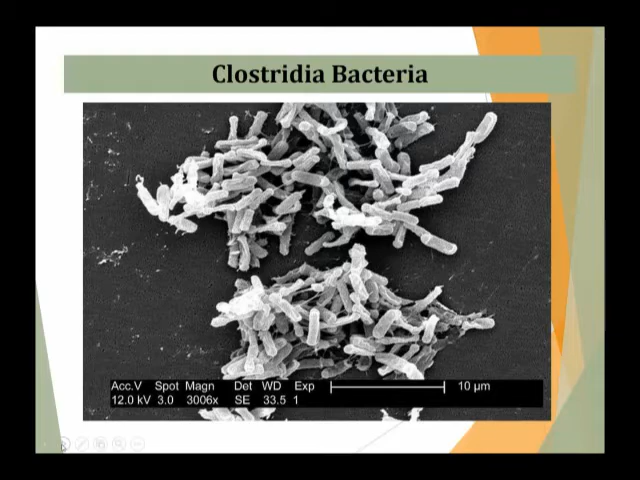 Clostridia Bacteria
Acc.V Spot Magn Det WD Exp 10 µm
12.0 kV 3.0 3006x SE 33.5 1